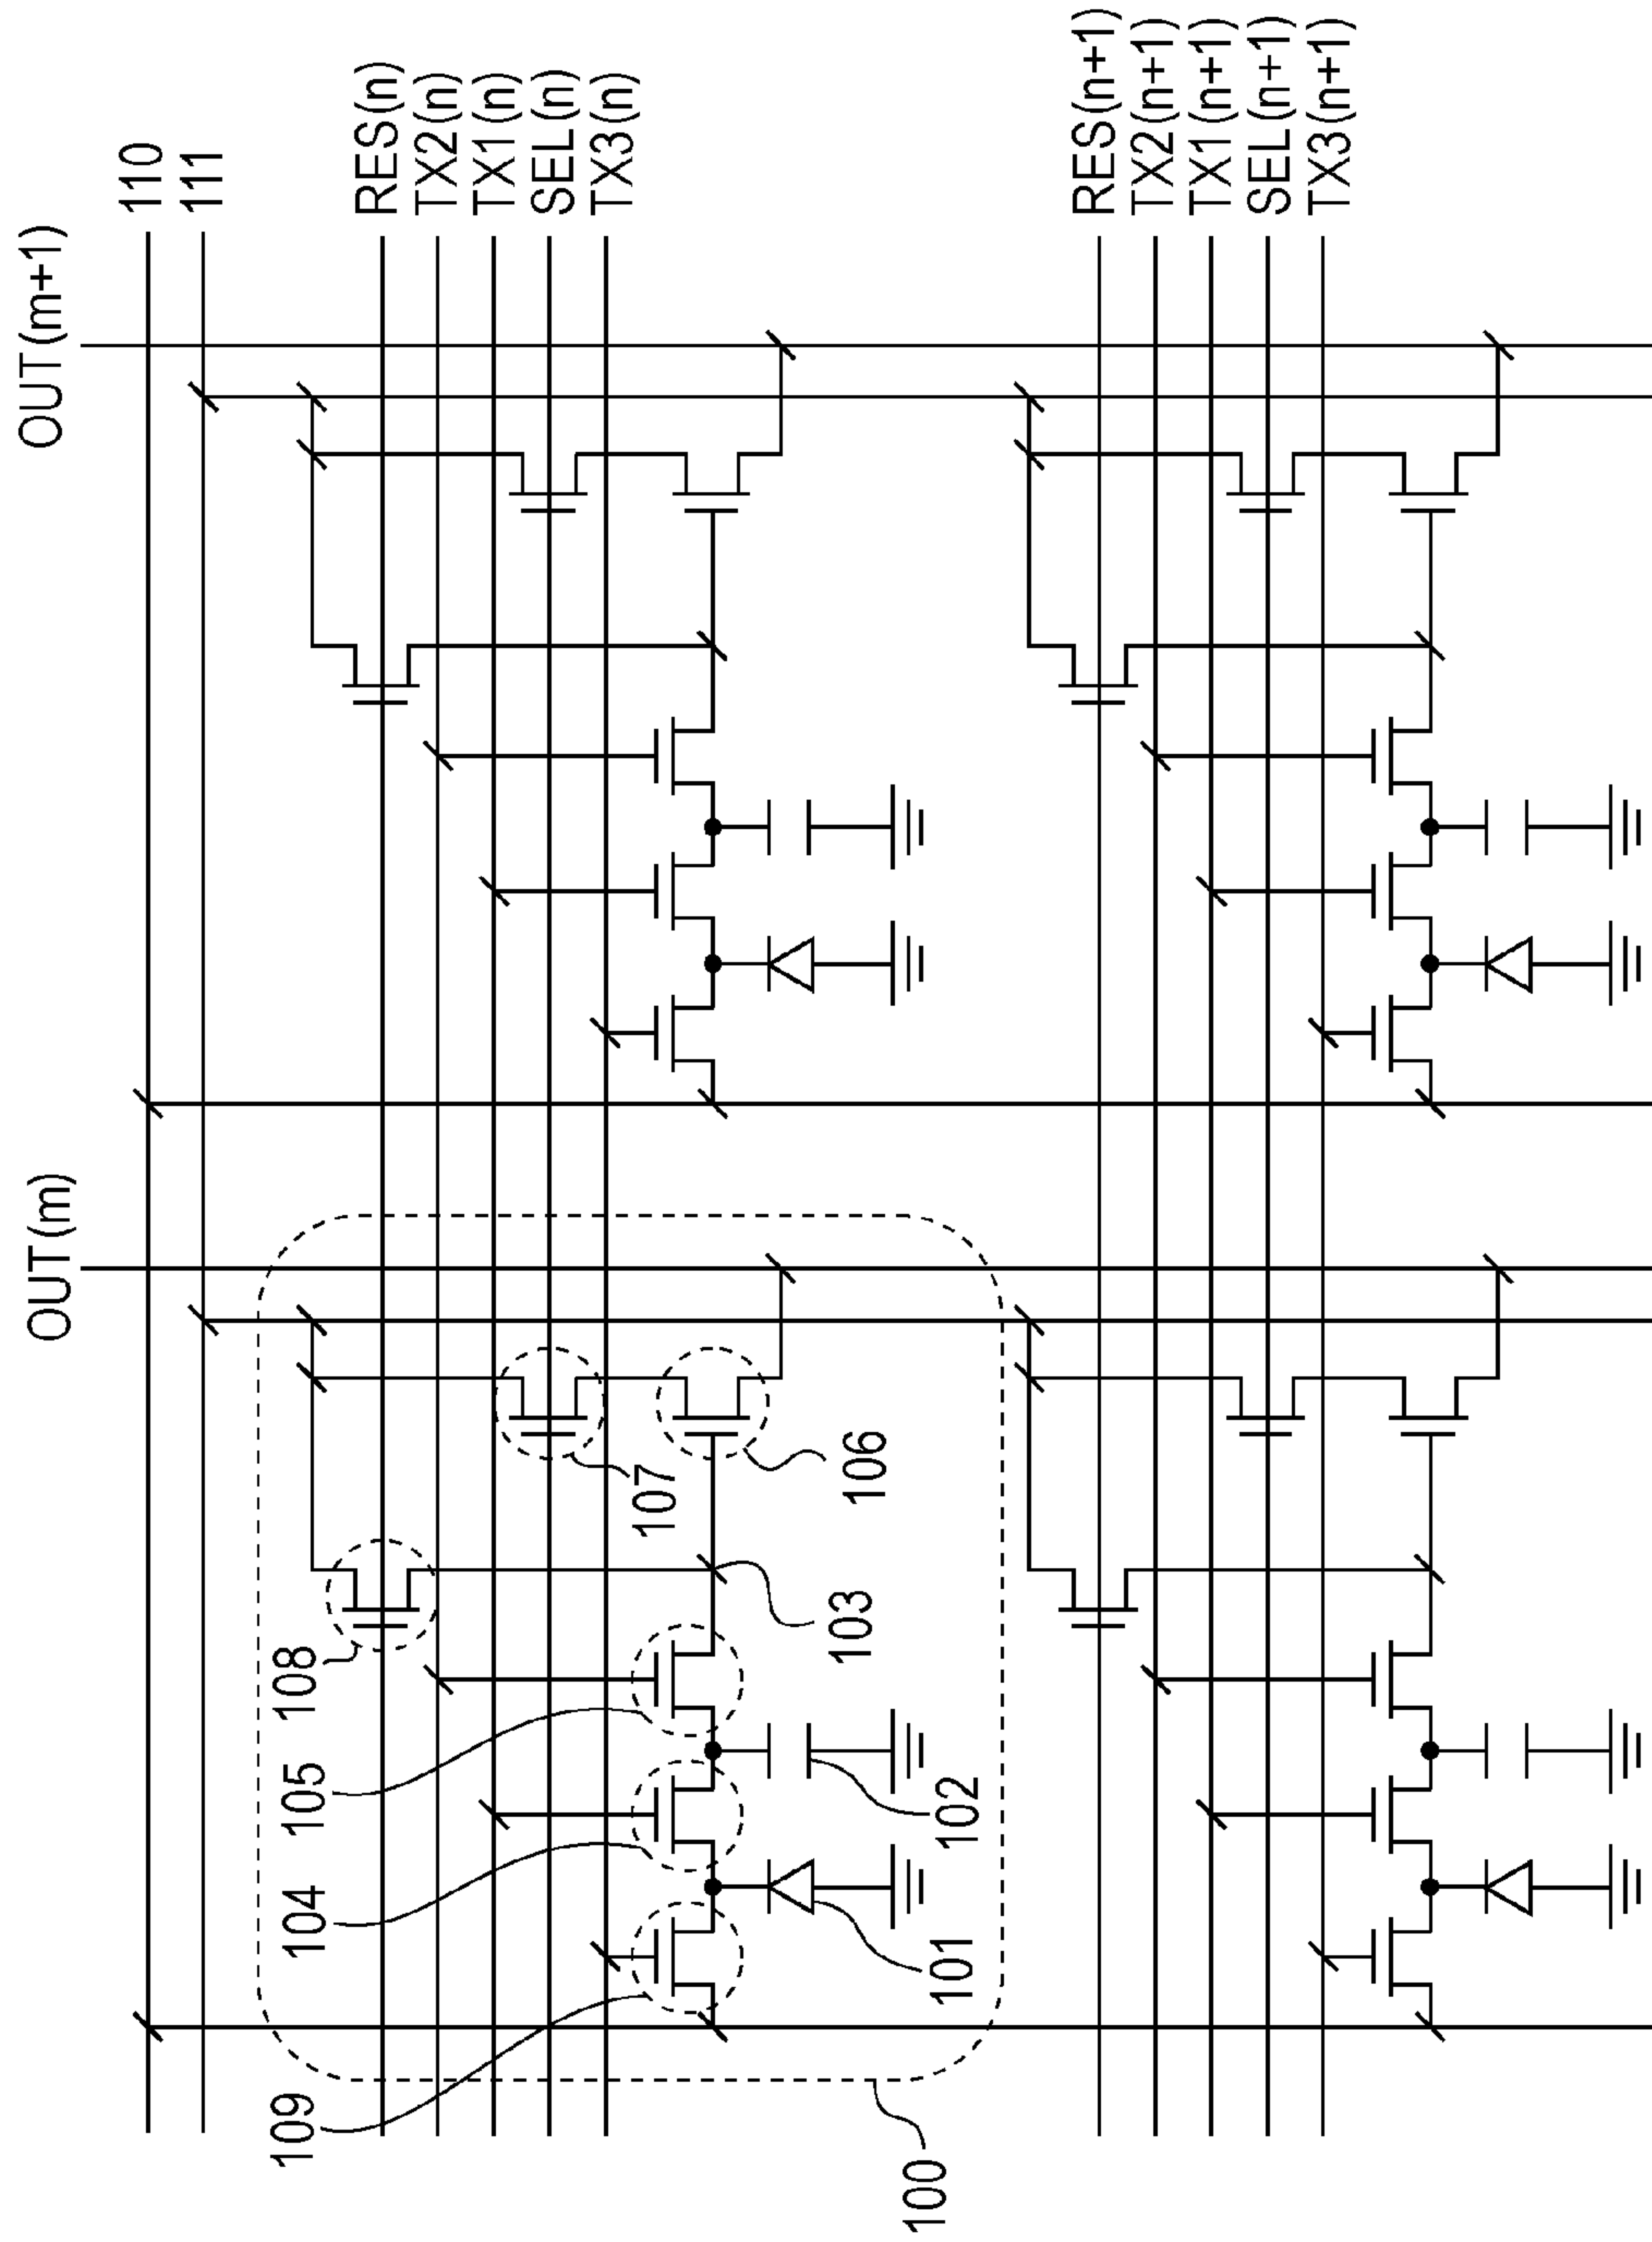 OUT(m)
OUT(m+1)
110
111
RES(n)
TX2(n)
TX1(n)
SEL(n)
TX3(n)
109
104
105
108
107
106
103
102
101
100
RES(n+1)
TX2(n+1)
TX1(n+1)
SEL(n+1)
TX3(n+1)